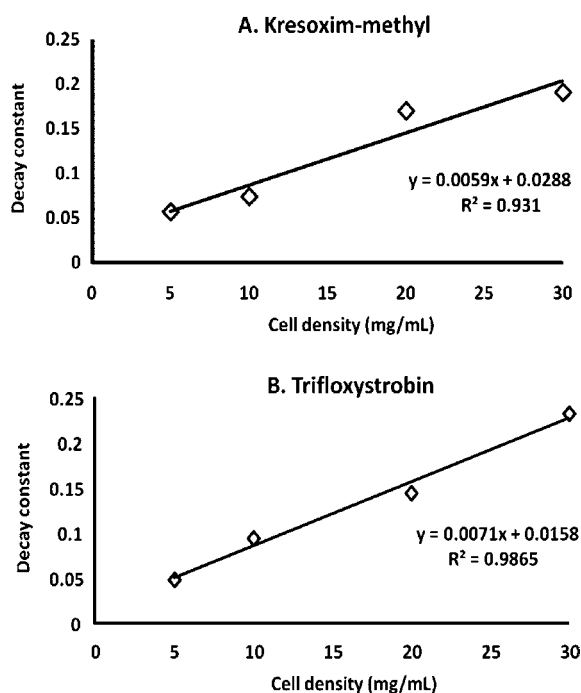 A. Kresoxim-methyl
0.25
0.2
0.15
0.1
0.05
0
Decay constant
y = 0.0059x + 0.0288
R² = 0.931
0 5 10 15 20 25 30
Cell density (mg/mL)
B. Trifloxystrobin
0.25
0.2
0.15
0.1
0.05
0
Decay constant
y = 0.0071x + 0.0158
R² = 0.9865
0 5 10 15 20 25 30
Cell density (mg/mL)